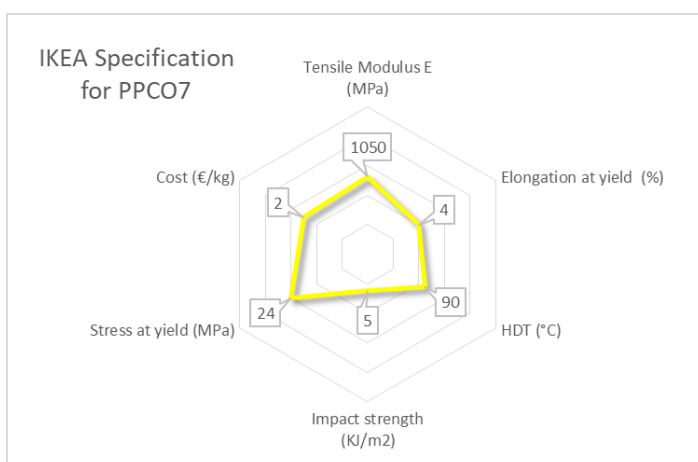 IKEA Specification
for PPCO7
Tensile Modulus E
(MPa)
1050
Cost (€/kg)
Elongation at yield (%)
2
4
24
90
5
Stress at yield (MPa)
HDT (°C)
Impact strength
(KJ/m2)